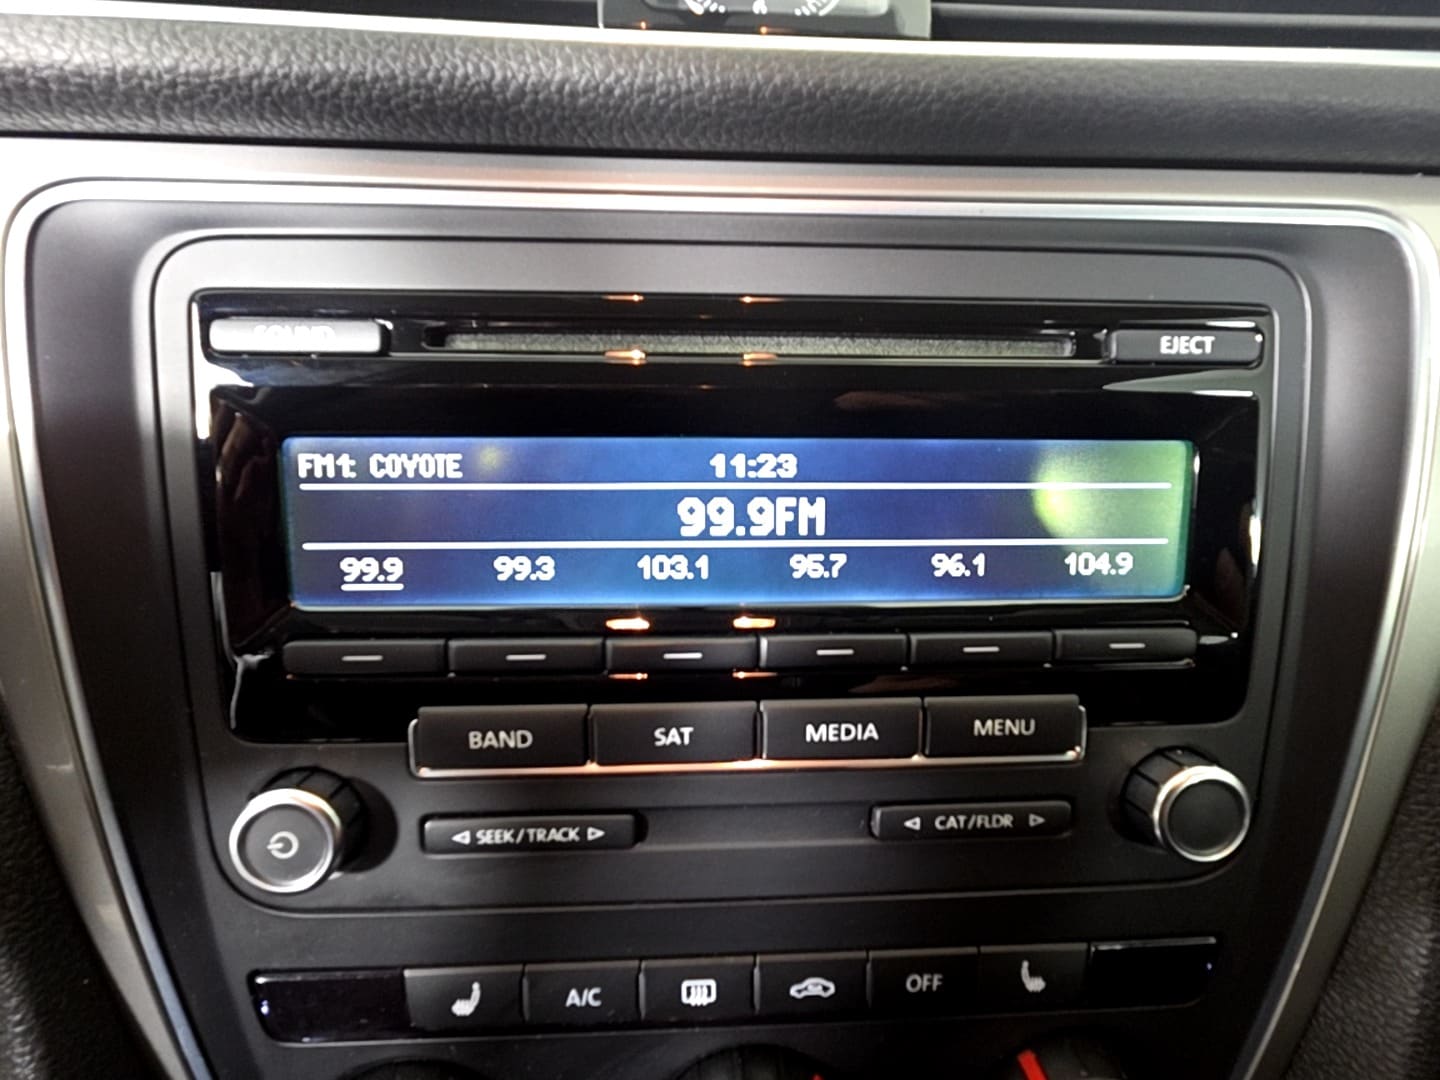 SOUND EJECT
FM1: COYOTE 11:23
99.9FM
99.9 99.3 103.1 95.7 96.1 104.9
BAND SAT MEDIA MENU
SEEK/TRACK CAT/FLDR
A/C OFF